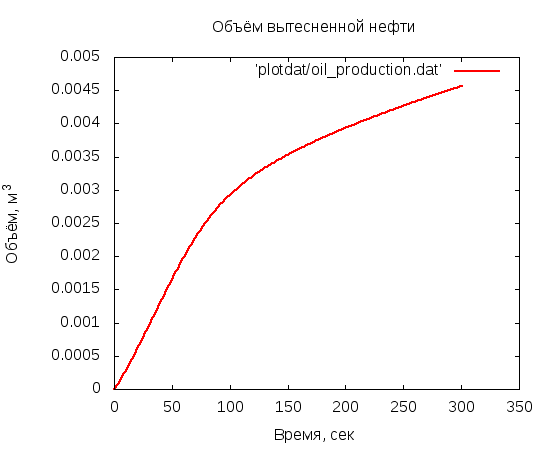 Объём вытесненной нефти
'plotdat/oil_production.dat'
0.005
0.0045
0.004
0.0035
0.003
0.0025
0.002
0.0015
0.001
0.0005
0
Объём, м³
0 50 100 150 200 250 300 350
Время, сек